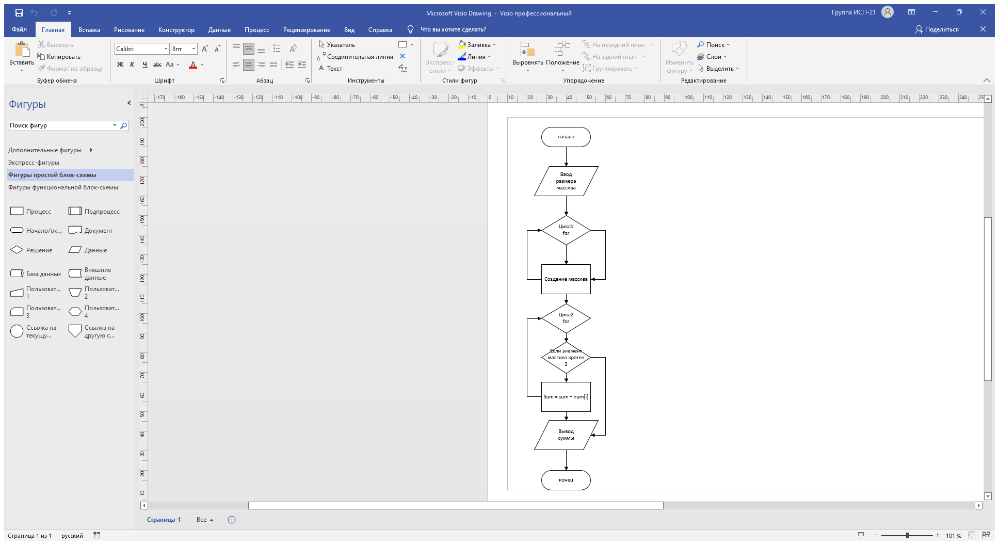 Microsoft Visio Drawing - Visio профессиональный
Группа ИСП-21
Файл
Главная
Вставка
Рисование
Конструктор
Данные
Процесс
Рецензирование
Вид
Справка
Что вы хотите сделать?
Поделиться
Вставить
Вырезать
Копировать
Формат по образцу
Буфер обмена
Calibri
8пт
Ж К Ч abc Aa А
Шрифт
Абзац
Указатель
Соединительная линия
Текст
Инструменты
Экспресс-
стили
Заливка
Линия
Эффекты
Стили фигур
Выровнять
Положение
На передний план
На задний план
Группировать
Упорядочение
Изменить
фигуру
Поиск
Слои
Выделить
Редактирование
Фигуры
Поиск фигур
Дополнительные фигуры
Экспресс-фигуры
Фигуры простой блок-схемы
Фигуры функциональной блок-схемы
Процесс
Подпроцесс
Начало/ок...
Документ
Решение
Данные
База данных
Внешние
данные
Пользоват...
1
Пользоват...
2
Пользоват...
3
Пользоват...
4
Ссылка на
текущу...
Ссылка на
другую с...
-170 -160 -150 -140 -130 -120 -110 -100 -90 -80 -70 -60 -50 -40 -30 -20 -10 0 10 20 30 40 50 60 70 80 90 100 110 120 130 140 150 160 170 180 190 200 210 220 230 240
200
190
180
170
160
150
140
130
120
110
100
90
80
70
60
50
40
30
20
10
начало
Ввод
размера
массива
Цикл1
for
Создание массива
Цикл2
for
Если элемент
массива кратен
3
Sum = sum + num[i]
Вывод
суммы
конец
Страница-1
Все
Страница 1 из 1
русский
101 %